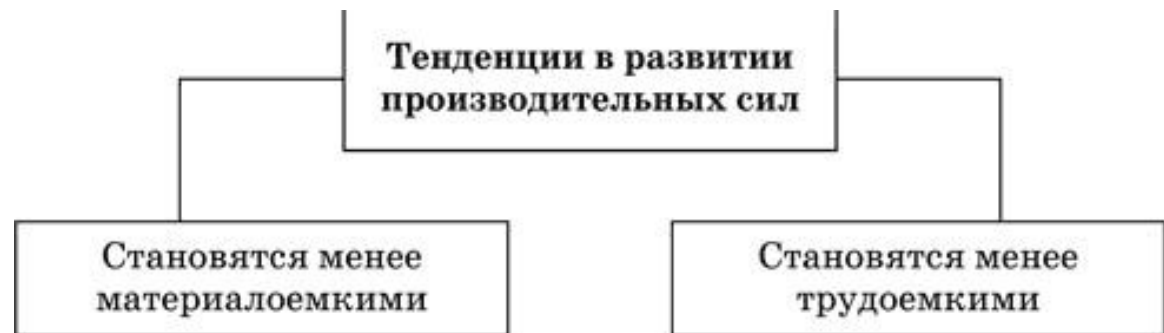 Тенденции в развитии
производительных сил
Становятся менее
материалоемкими
Становятся менее
трудоемкими